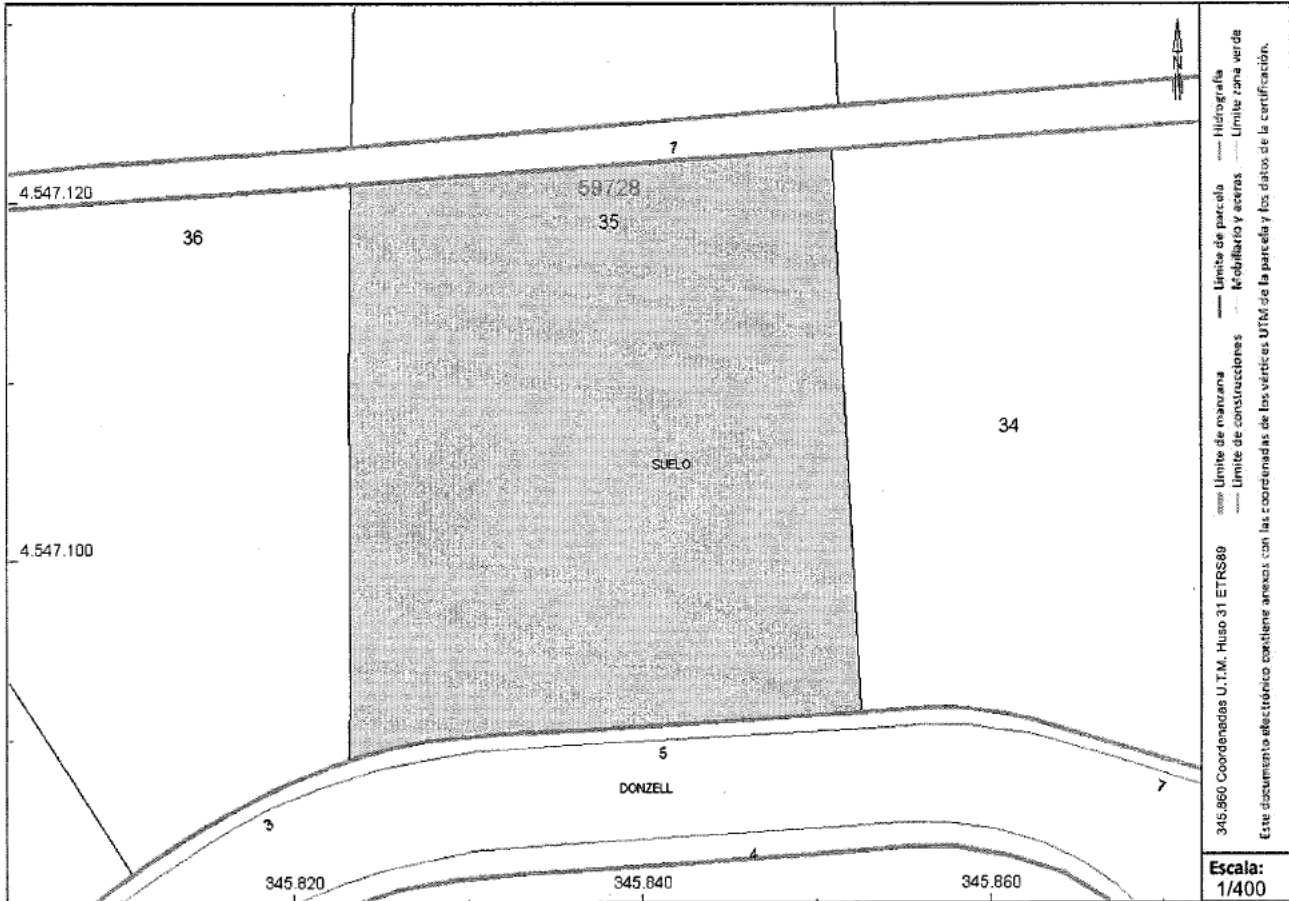 N
7
4.547.120
59728
36
35
34
SUELO
4.547.100
5
DONZELL
7
3
4
345.820
345.840
345.860
345.860 Coordenadas U.T.M. Huso 31 ETRS89
Límite de manzana
Límite de parcela
Hidrografía
Límite de construcciones
Mobiliario y aceras
Límite zona verde
Este documento electrónico contiene anexos con las coordenadas de los vértices UTM de la parcela y los datos de la certificación.
Escala:
1/400